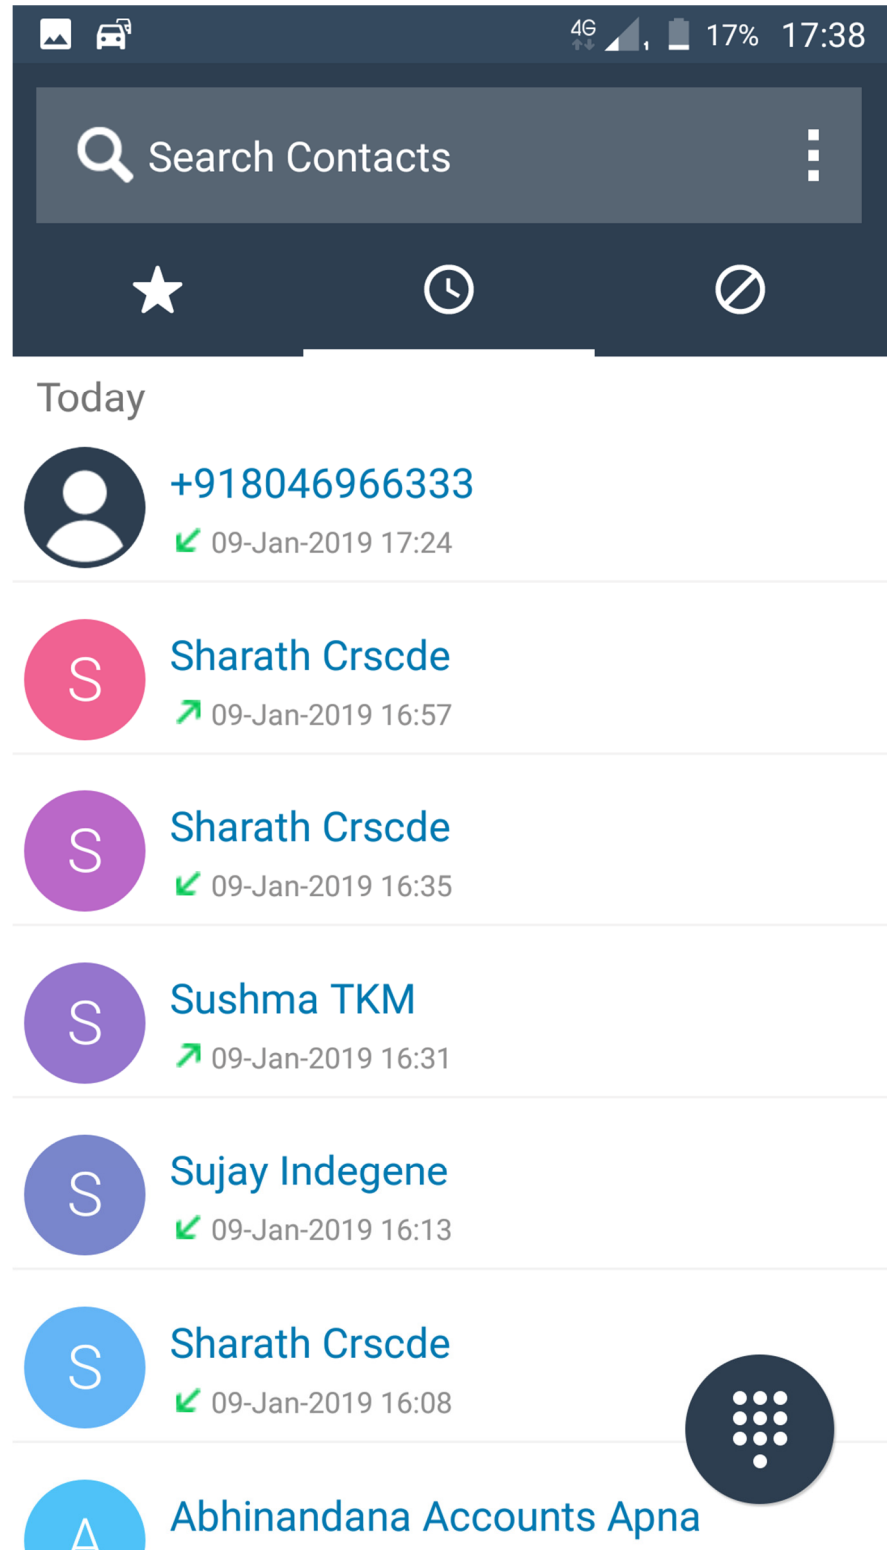 4G 17% 17:38
Search Contacts
Today
+918046966333
09-Jan-2019 17:24
S
Sharath Crscde
09-Jan-2019 16:57
S
Sharath Crscde
09-Jan-2019 16:35
S
Sushma TKM
09-Jan-2019 16:31
S
Sujay Indegene
09-Jan-2019 16:13
S
Sharath Crscde
09-Jan-2019 16:08
A
Abhinandana Accounts Apna